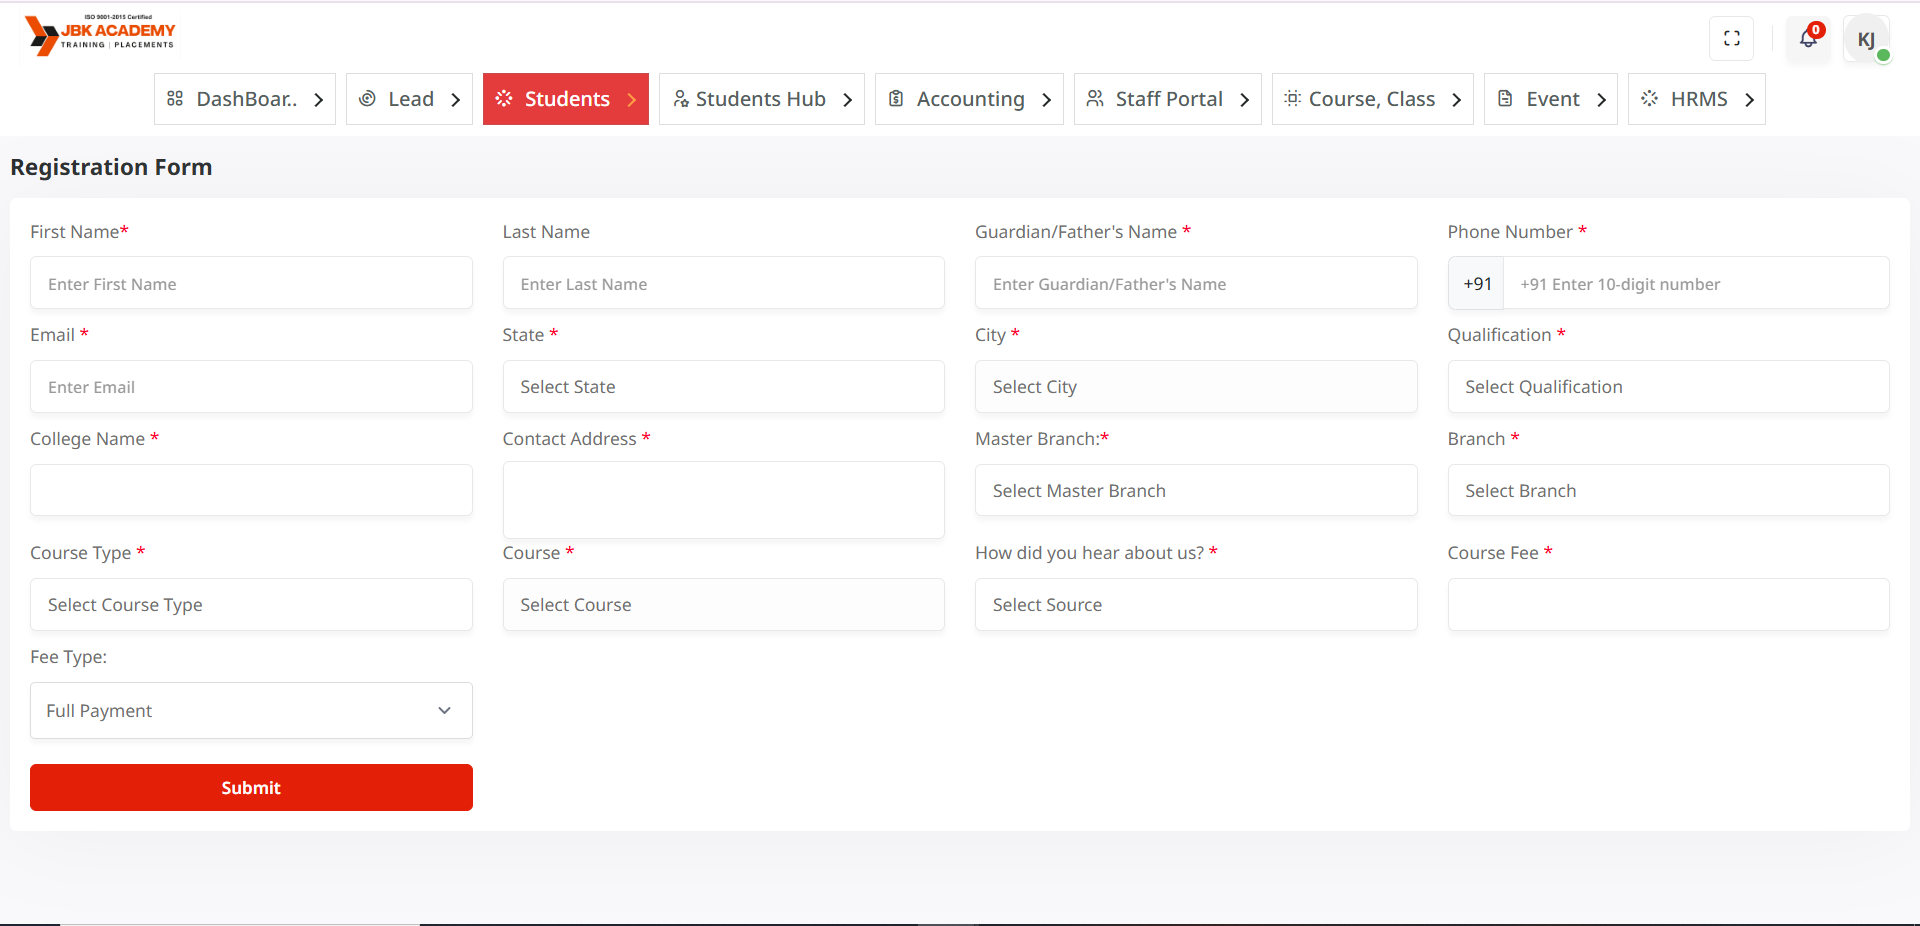 ISO 9001-2015 Certified
JBK ACADEMY
TRAINING | PLACEMENTS
0
KJ
DashBoar..
Lead
Students
Students Hub
Accounting
Staff Portal
Course, Class
Event
HRMS
Registration Form
First Name*
Last Name
Guardian/Father's Name *
Phone Number *
Enter First Name
Enter Last Name
Enter Guardian/Father's Name
+91
+91 Enter 10-digit number
Email *
State *
City *
Qualification *
Enter Email
Select State
Select City
Select Qualification
College Name *
Contact Address *
Master Branch:*
Branch *
Select Master Branch
Select Branch
Course Type *
Course *
How did you hear about us? *
Course Fee *
Select Course Type
Select Course
Select Source
Fee Type:
Full Payment
Submit